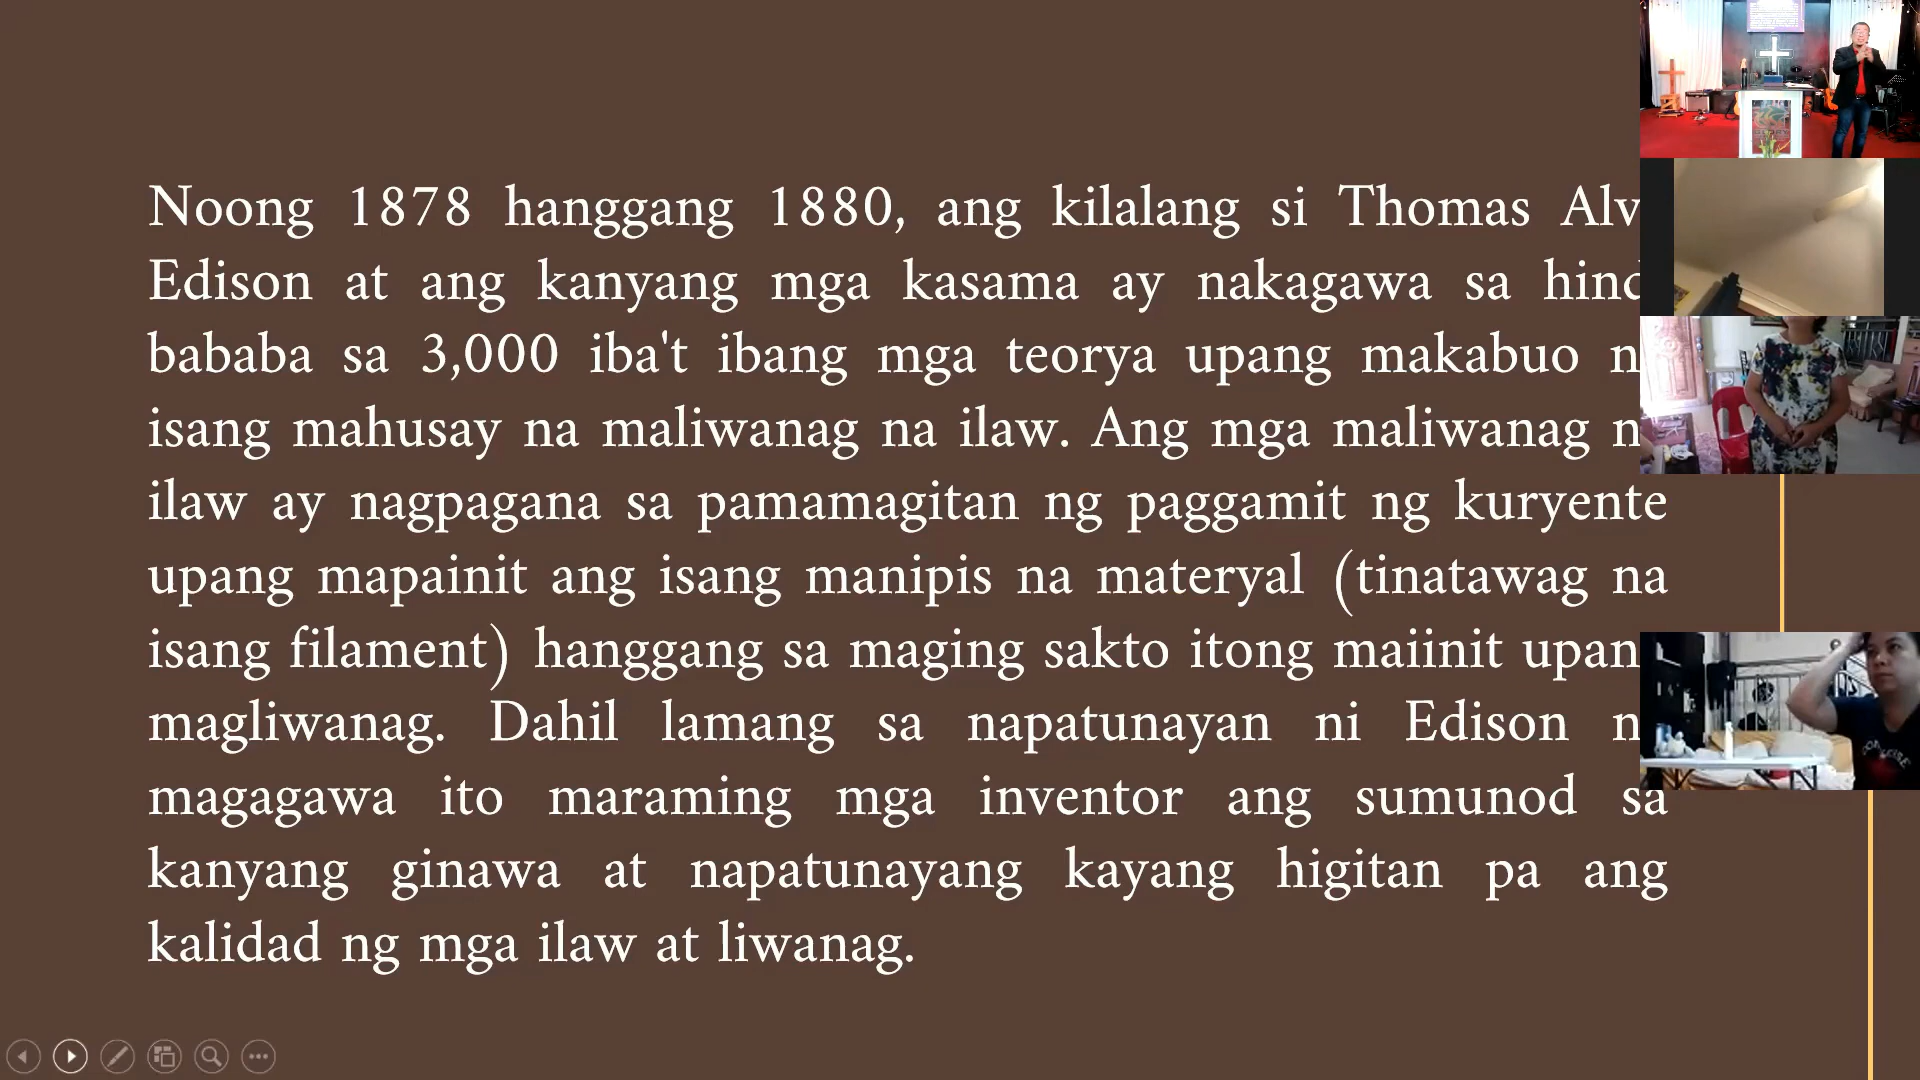 Noong 1878 hanggang 1880, ang kilalang si Thomas Alv
Edison at ang kanyang mga kasama ay nakagawa sa hind
bababa sa 3,000 iba't ibang mga teorya upang makabuo n
isang mahusay na maliwanag na ilaw. Ang mga maliwanag n
ilaw ay nagpagana sa pamamagitan ng paggamit ng kuryente
upang mapainit ang isang manipis na materyal (tinatawag na
isang filament) hanggang sa maging sakto itong maiinit upan
magliwanag. Dahil lamang sa napatunayan ni Edison n
magagawa ito maraming mga inventor ang sumunod sa
kanyang ginawa at napatunayang kayang higitan pa ang
kalidad ng mga ilaw at liwanag.